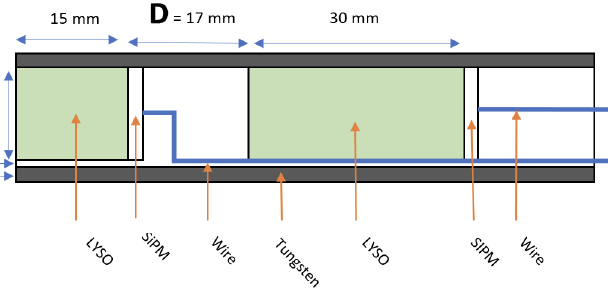 15 mm
D = 17 mm
30 mm
LYSO
SiPM
Wire
Tungsten
LYSO
SIPM
Wire